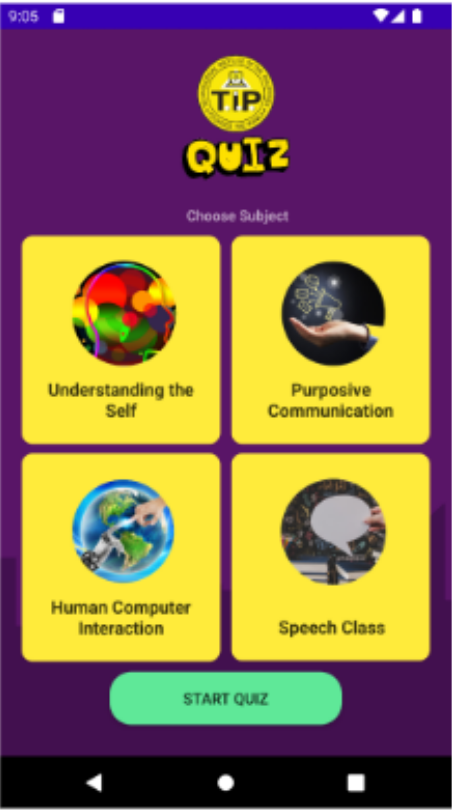 9:05
TIP
QUIZ
Choose Subject
Understanding the
Self
Purposive
Communication
Human Computer
Interaction
Speech Class
START QUIZ